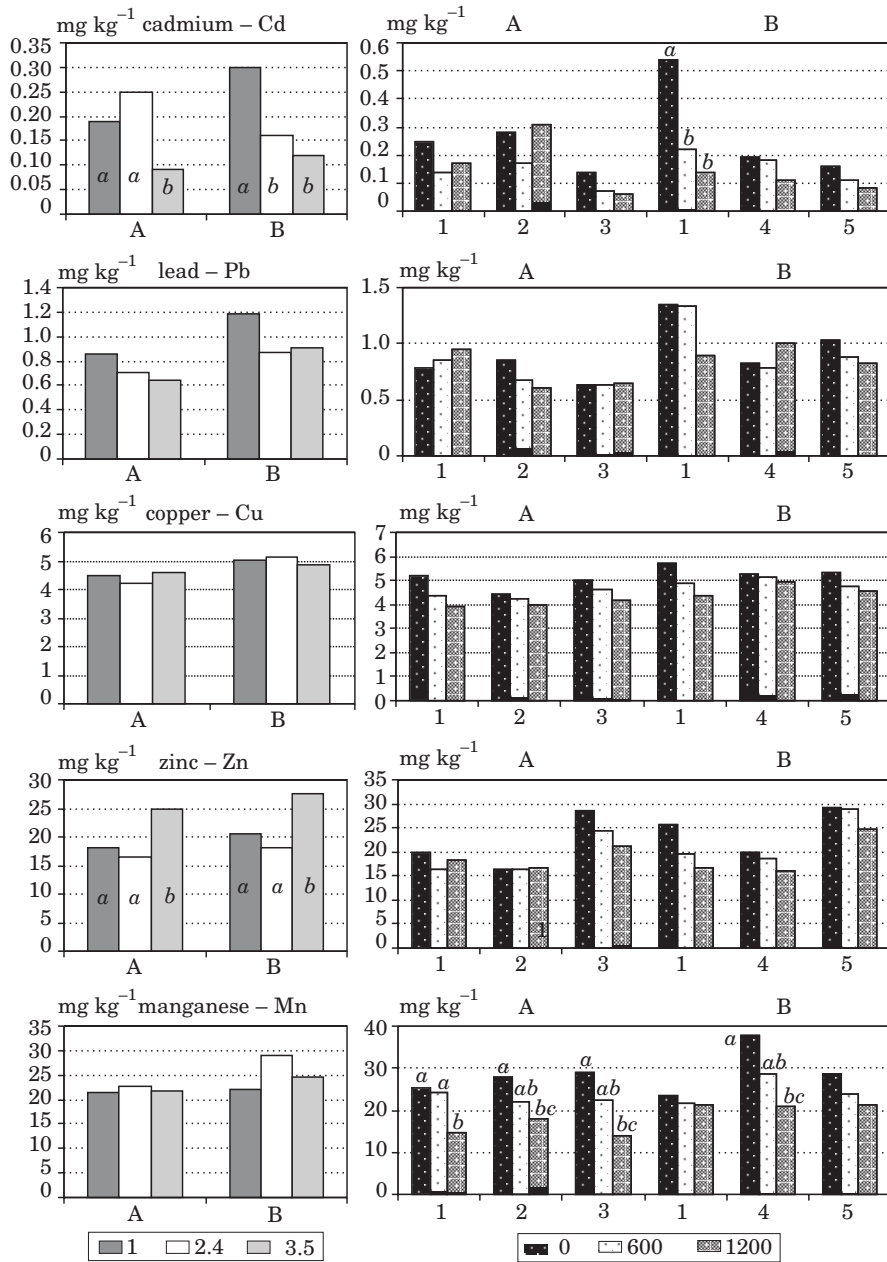 mg kg⁻¹ cadmium – Cd
0.35
0.30
0.25
0.20
0.15
0.10
0.05
0
a a b a b b
A B
mg kg⁻¹ A B
0.6
0.5
0.4
0.3
0.2
0.1
0
a b b
1 2 3 1 4 5
mg kg⁻¹ lead – Pb
1.4
1.2
1.0
0.8
0.6
0.4
0.2
0.0
A B
mg kg⁻¹ A B
1.5
1.0
0.5
0
1 2 3 1 4 5
mg kg⁻¹ copper – Cu
6
5
4
3
2
1
0
A B
mg kg⁻¹ A B
7
6
5
4
3
2
1
0
1 2 3 1 4 5
mg kg⁻¹ zinc – Zn
30
25
20
15
10
5
0
a a b a a b
A B
mg kg⁻¹ A B
35
30
25
20
15
10
5
0
1
1 2 3 1 4 5
mg kg⁻¹ manganese – Mn
35
30
25
20
15
10
5
0
A B
mg kg⁻¹ A B
40
30
20
10
0
a a b a ab bc a ab bc a ab bc
1 2 3 1 4 5
1 2.4 3.5
0 600 1200